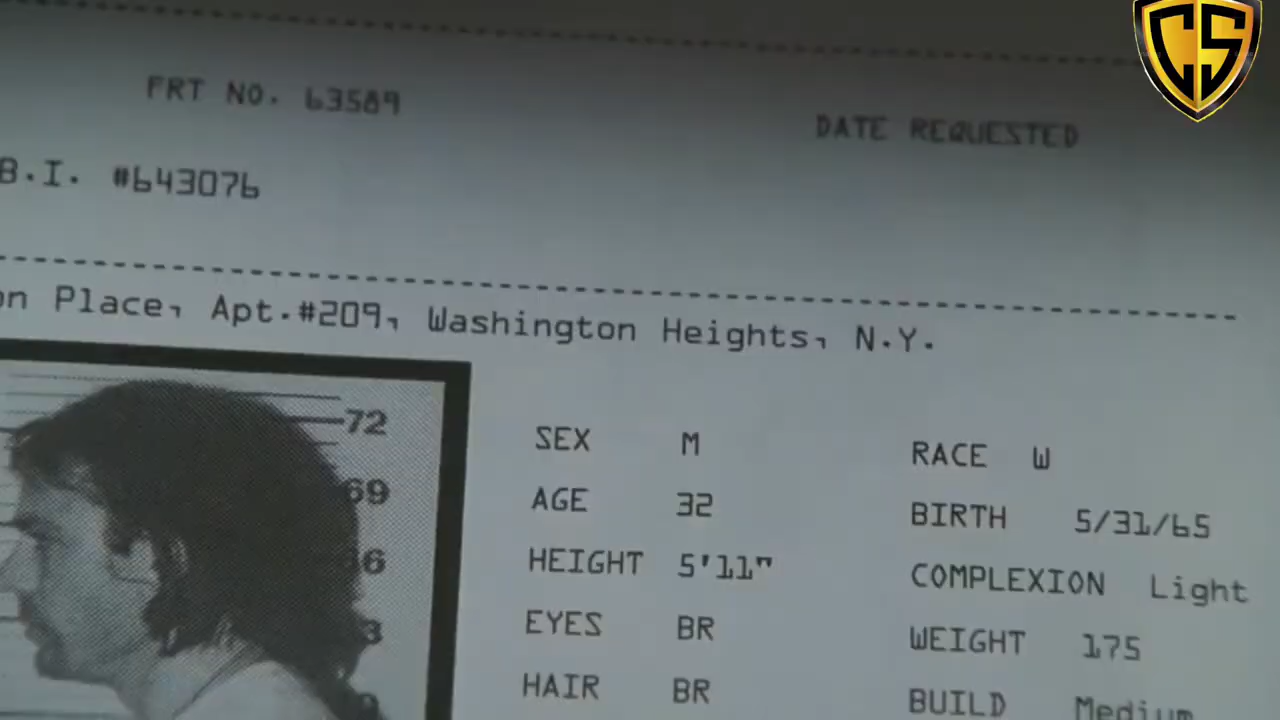 CS
FRT NO. 63589
DATE REQUESTED
B.I. #643076
on Place, Apt.#209, Washington Heights, N.Y.
72
69
SEX M
RACE W
AGE 32
BIRTH 5/31/65
HEIGHT 5'11"
COMPLEXION Light
EYES BR
WEIGHT 175
HAIR BR
BUILD Medium